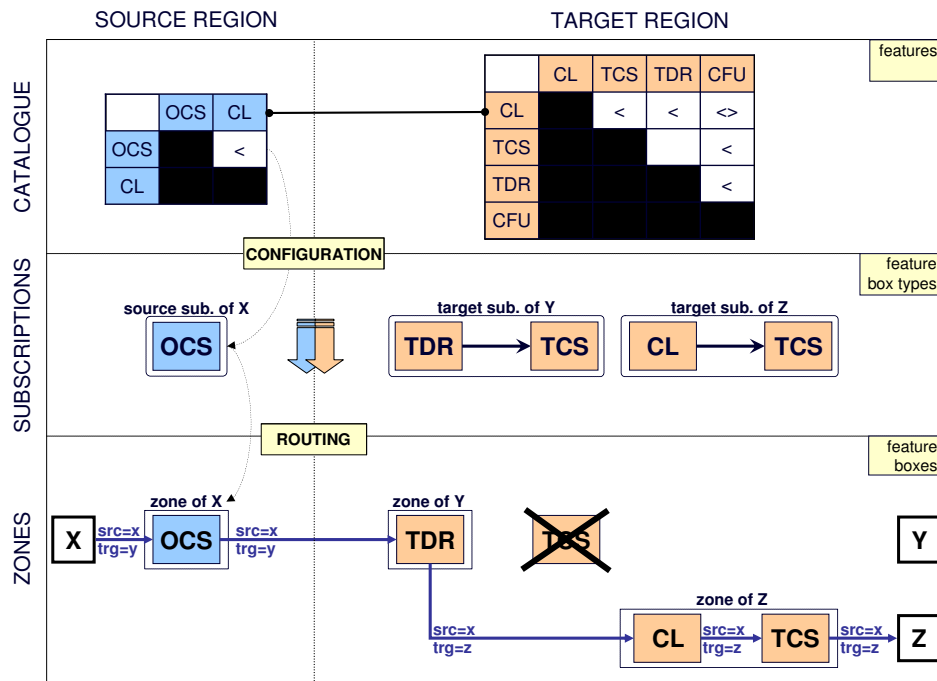 SOURCE REGION
TARGET REGION
CATALOGUE
features
OCS CL
OCS <
CL
CL TCS TDR CFU
CL < < <>
TCS <
TDR <
CFU
CONFIGURATION
SUBSCRIPTIONS
feature
box types
source sub. of X
OCS
target sub. of Y
TDR TCS
target sub. of Z
CL TCS
ROUTING
ZONES
feature
boxes
zone of X
X
src=x
trg=y
OCS
src=x
trg=y
zone of Y
TDR
TCS
Y
src=x
trg=z
zone of Z
CL
src=x
trg=z
TCS
src=x
trg=z
Z